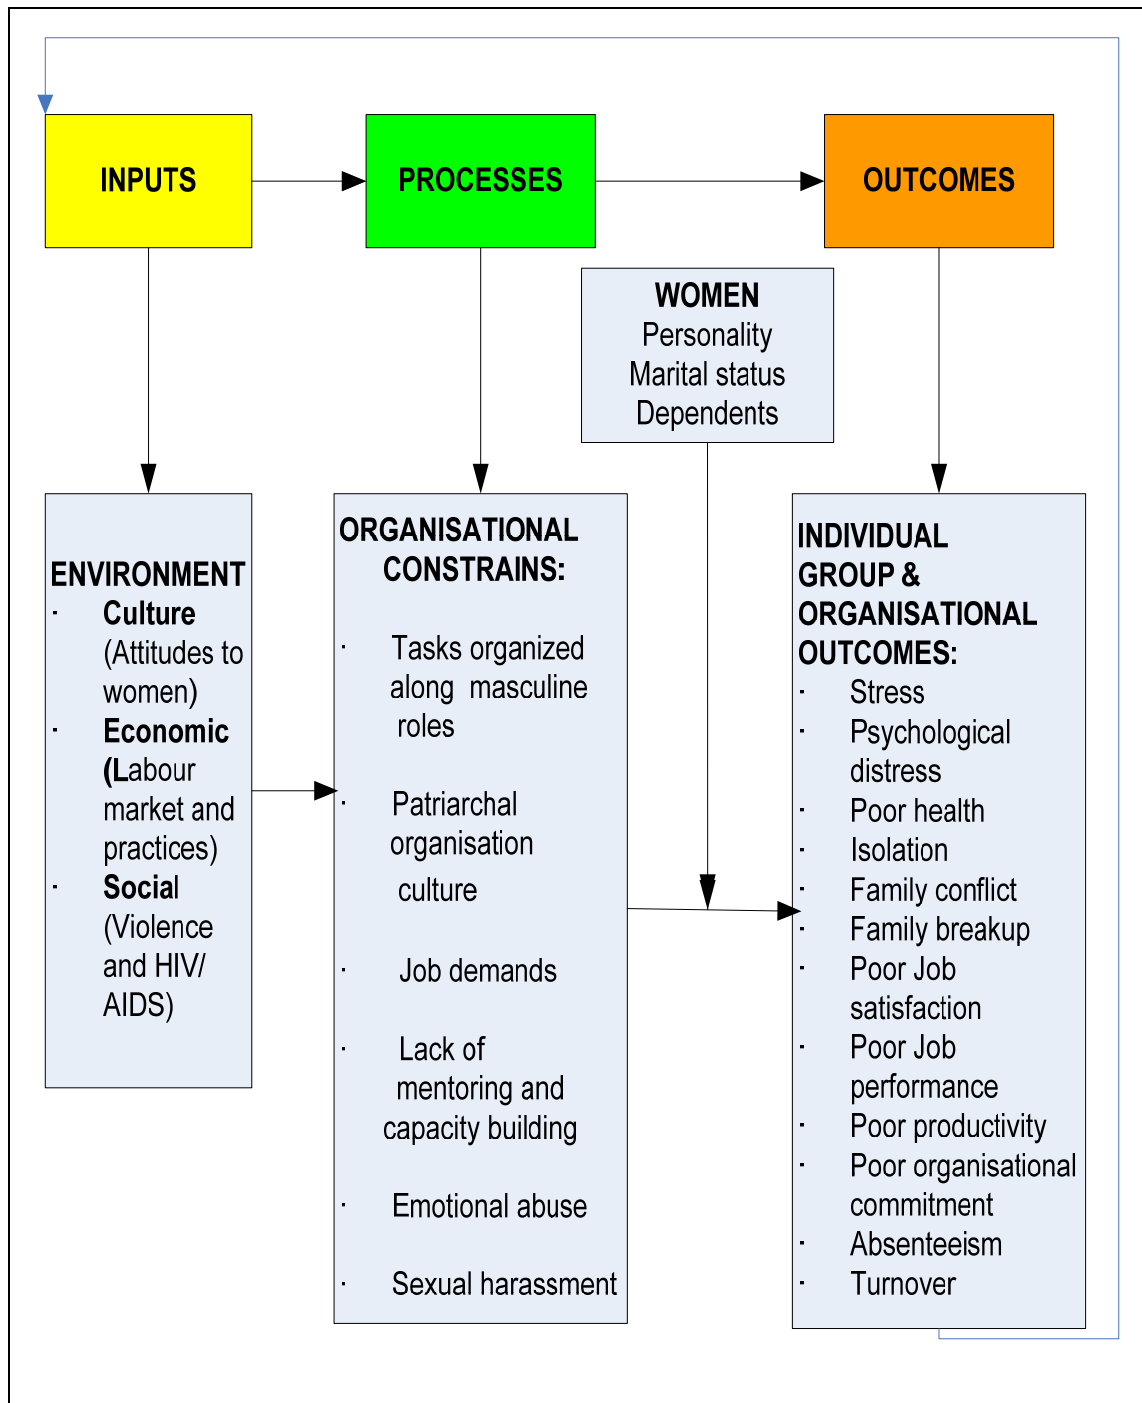 INPUTS
PROCESSES
OUTCOMES
WOMEN
Personality
Marital status
Dependents
ENVIRONMENT
· Culture
(Attitudes to
women)
· Economic
(Labour
market and
practices)
· Social
(Violence
and HIV/
AIDS)
ORGANISATIONAL
CONSTRAINS:
· Tasks organized
along masculine
roles
· Patriarchal
organisation
culture
· Job demands
· Lack of
mentoring and
capacity building
· Emotional abuse
· Sexual harassment
INDIVIDUAL
GROUP &
ORGANISATIONAL
OUTCOMES:
· Stress
· Psychological
distress
· Poor health
· Isolation
· Family conflict
· Family breakup
· Poor Job
satisfaction
· Poor Job
performance
· Poor productivity
· Poor organisational
commitment
· Absenteeism
· Turnover